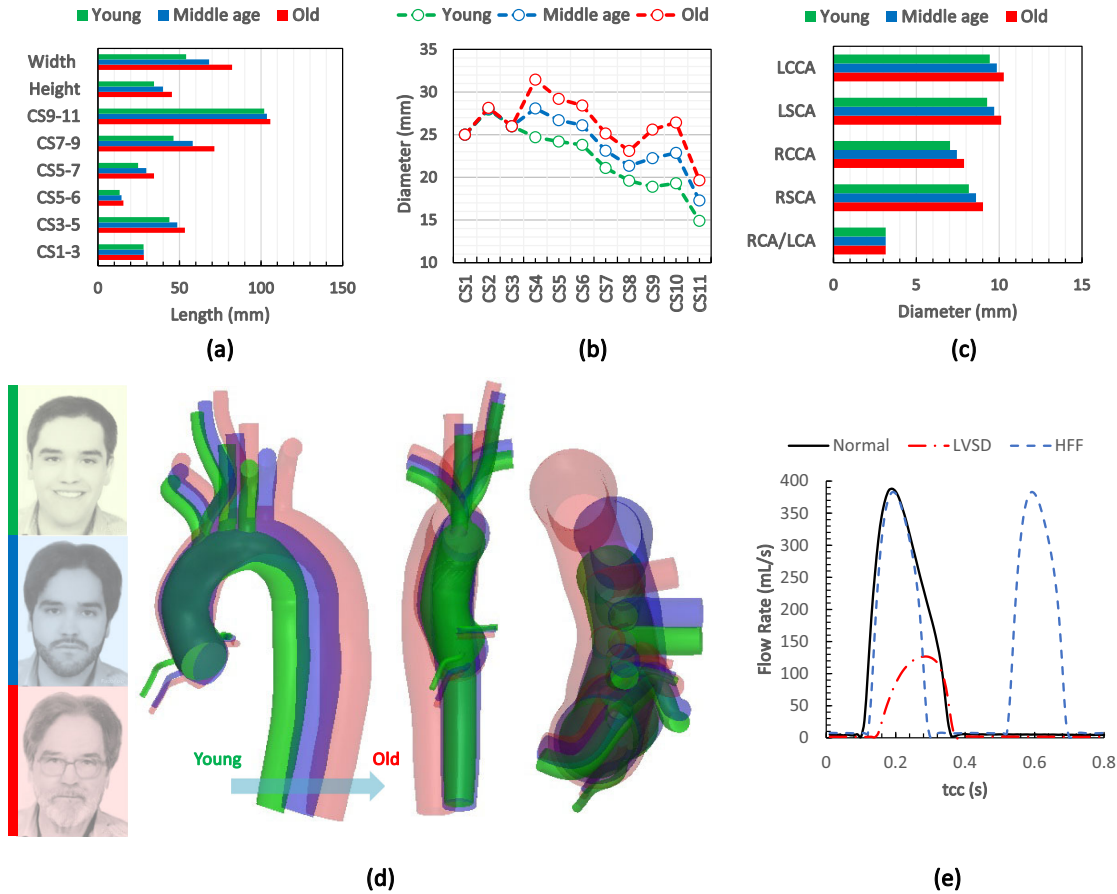 Young Middle age Old
Width
Height
CS9-11
CS7-9
CS5-7
CS5-6
CS3-5
CS1-3
0 50 100 150
Length (mm)
(a)
Young Middle age Old
Diameter (mm)
35
30
25
20
15
10
CS1 CS2 CS3 CS4 CS5 CS6 CS7 CS8 CS9 CS10 CS11
(b)
Young Middle age Old
LCCA
LSCA
RCCA
RSCA
RCA/LCA
0 5 10 15
Diameter (mm)
(c)
Young Old
(d)
Normal LVSD HFF
Flow Rate (mL/s)
400
350
300
250
200
150
100
50
0
0 0.2 0.4 0.6 0.8
tcc (s)
(e)